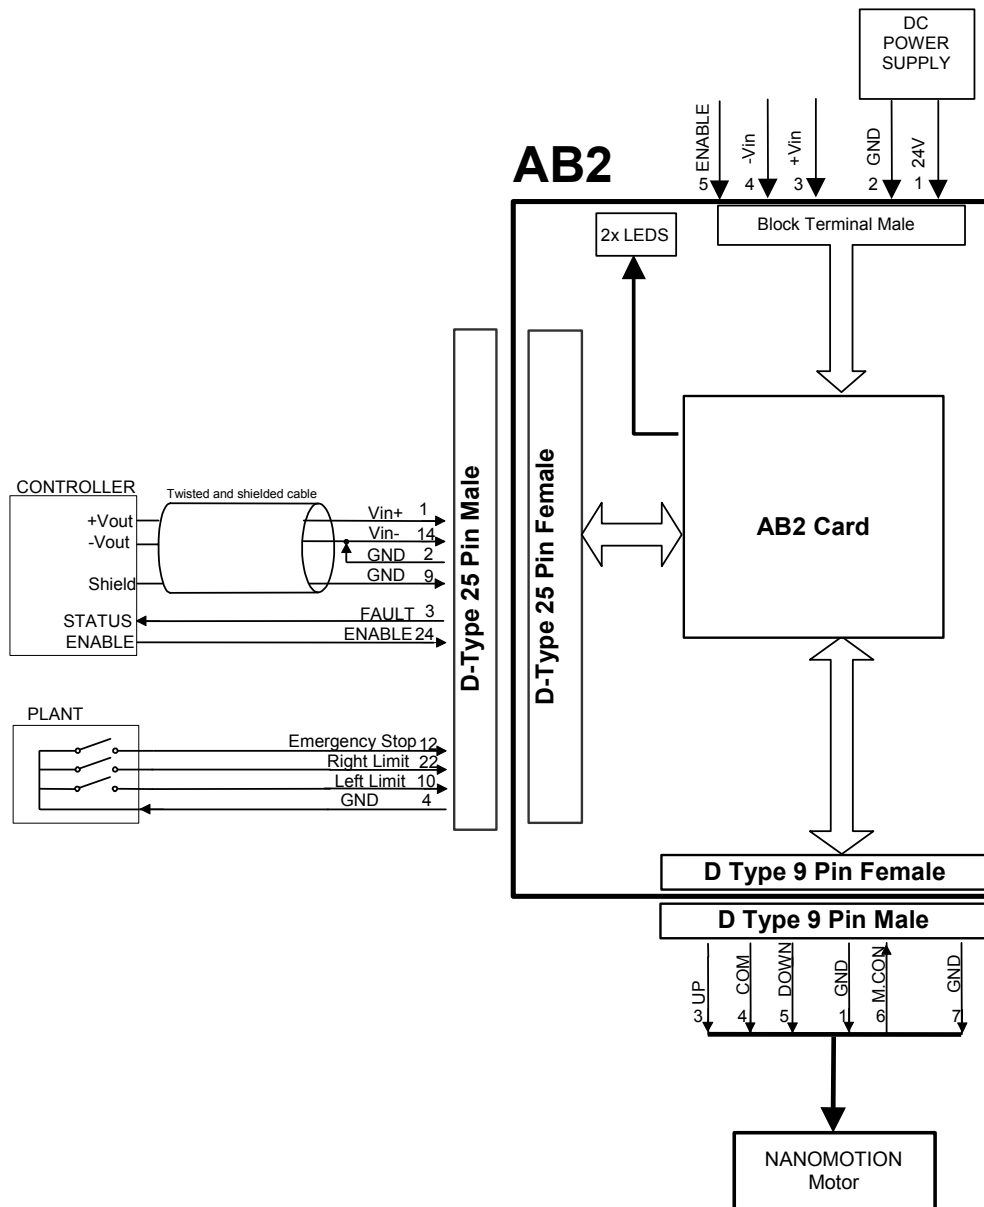 DC
POWER
SUPPLY
ENABLE
-Vin
+Vin
GND
24V
5
4
3
2
1
AB2
Block Terminal Male
2x LEDS
D-Type 25 Pin Male
D-Type 25 Pin Female
AB2 Card
CONTROLLER
Twisted and shielded cable
+Vout
Vin+ 1
-Vout
Vin- 14
GND 2
Shield
GND 9
STATUS
FAULT 3
ENABLE
ENABLE 24
PLANT
Emergency Stop 12
Right Limit 22
Left Limit 10
GND 4
D Type 9 Pin Female
D Type 9 Pin Male
UP
COM
DOWN
GND
M.CON
GND
3
4
5
1
6
7
NANOMOTION
Motor